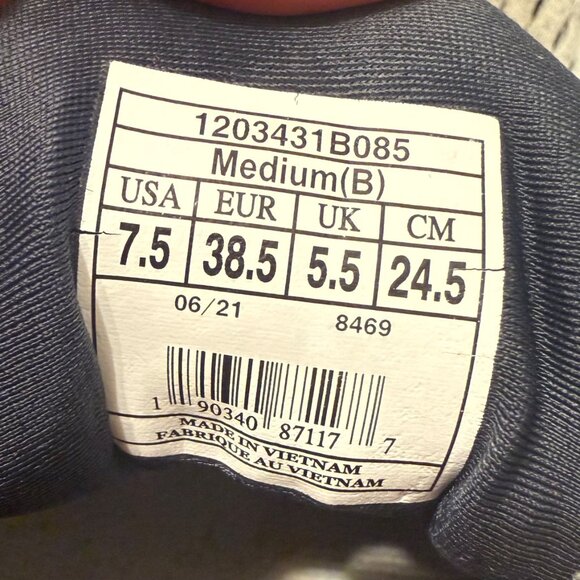 1203431B085
Medium(B)
USA EUR UK CM
7.5 38.5 5.5 24.5
06/21 8469
1 90340 87117 7
MADE IN VIETNAM
FABRIQUE AU VIETNAM